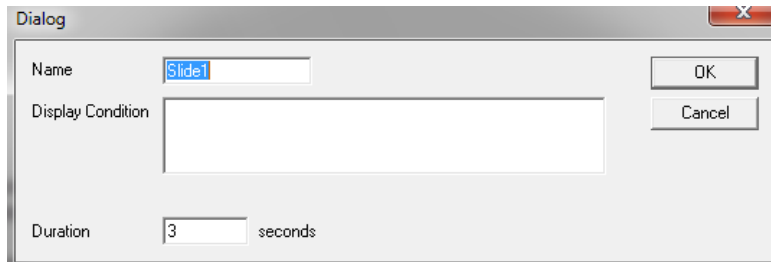 Dialog
Name Slide1 OK
Display Condition Cancel
Duration 3 seconds